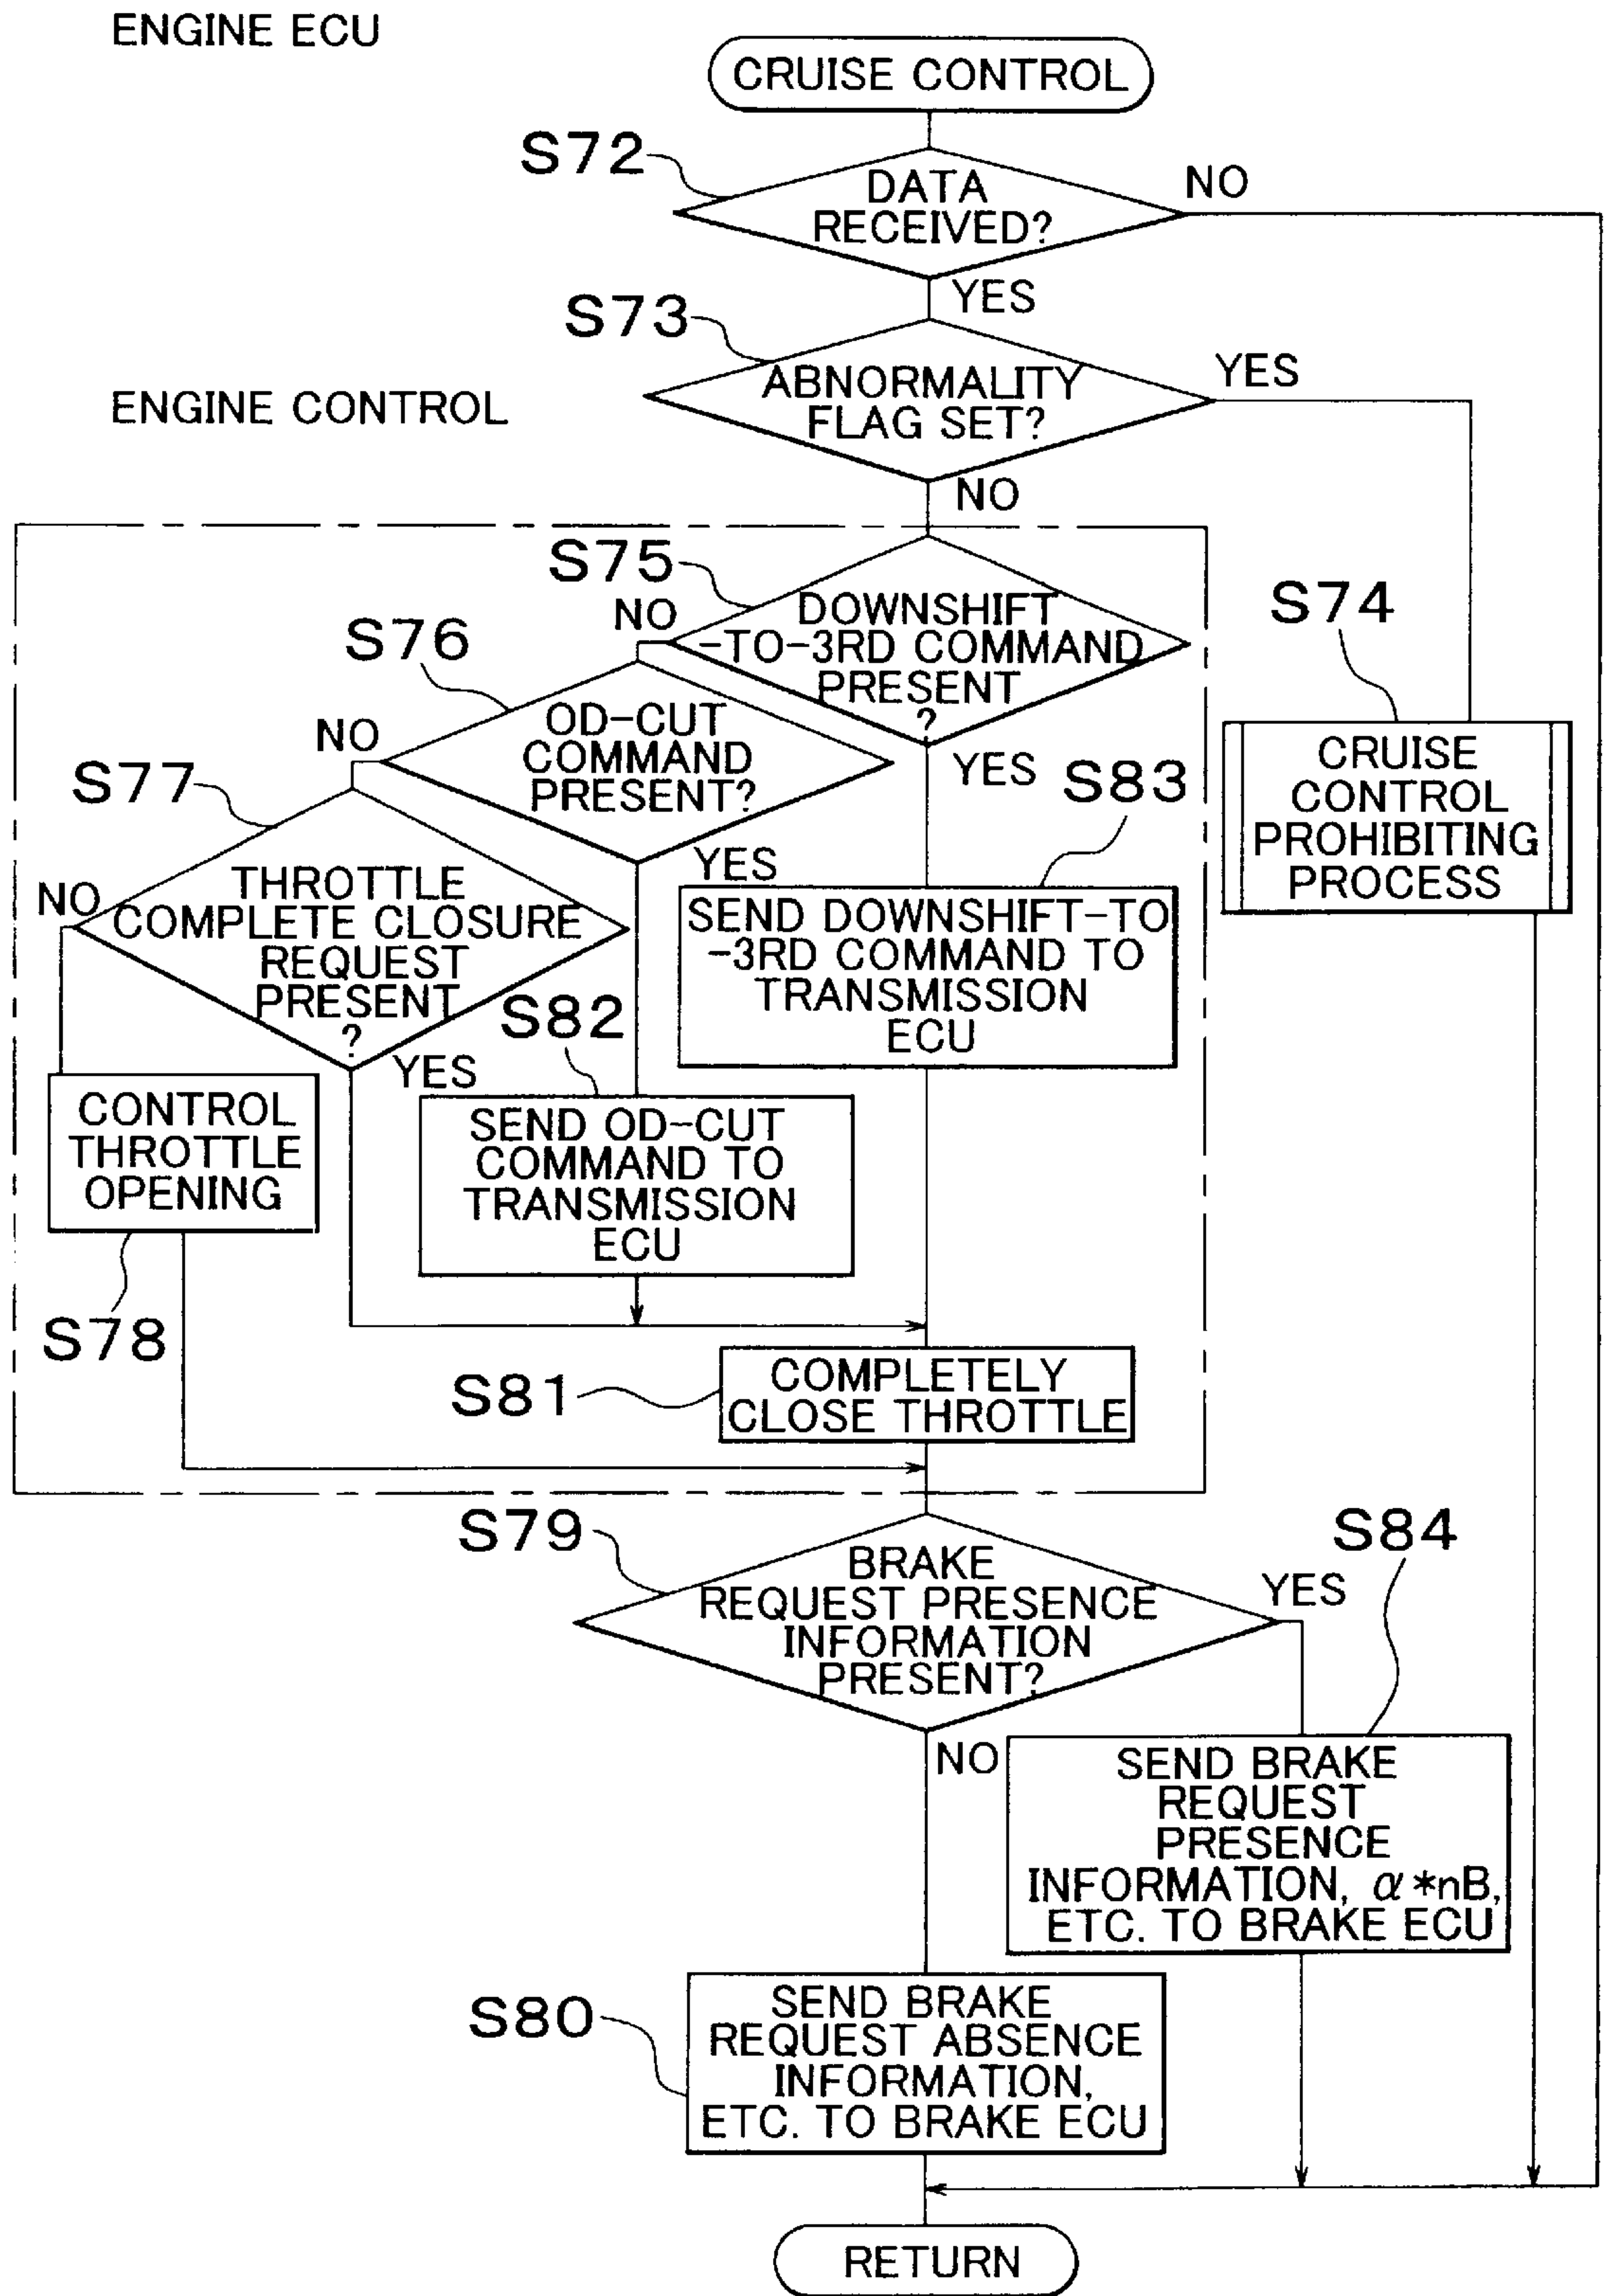 ENGINE ECU
CRUISE CONTROL
S72
DATA
RECEIVED?
NO
YES
S73
ABNORMALITY
FLAG SET?
YES
ENGINE CONTROL
NO
S75
DOWNSHIFT
-TO-3RD COMMAND
PRESENT
?
NO
YES
S74
CRUISE
CONTROL
PROHIBITING
PROCESS
S76
OD-CUT
COMMAND
PRESENT?
NO
YES
S83
SEND DOWNSHIFT-TO
-3RD COMMAND TO
TRANSMISSION
ECU
S77
THROTTLE
COMPLETE CLOSURE
REQUEST
PRESENT
?
NO
YES
S82
SEND OD-CUT
COMMAND TO
TRANSMISSION
ECU
CONTROL
THROTTLE
OPENING
S78
S81
COMPLETELY
CLOSE THROTTLE
S79
BRAKE
REQUEST PRESENCE
INFORMATION
PRESENT?
YES
NO
S84
SEND BRAKE
REQUEST
PRESENCE
INFORMATION, α*nB,
ETC. TO BRAKE ECU
S80
SEND BRAKE
REQUEST ABSENCE
INFORMATION,
ETC. TO BRAKE ECU
RETURN